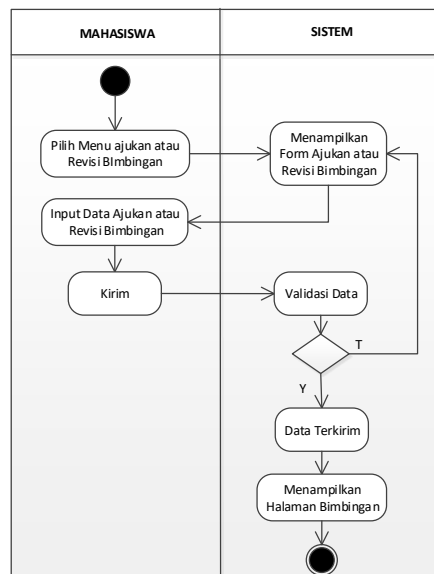 MAHASISWA
SISTEM
Pilih Menu ajukan atau
Revisi BImbingan
Menampilkan
Form Ajukan atau
Revisi Bimbingan
Input Data Ajukan atau
Revisi Bimbingan
Kirim
Validasi Data
T
Y
Data Terkirim
Menampilkan
Halaman Bimbingan